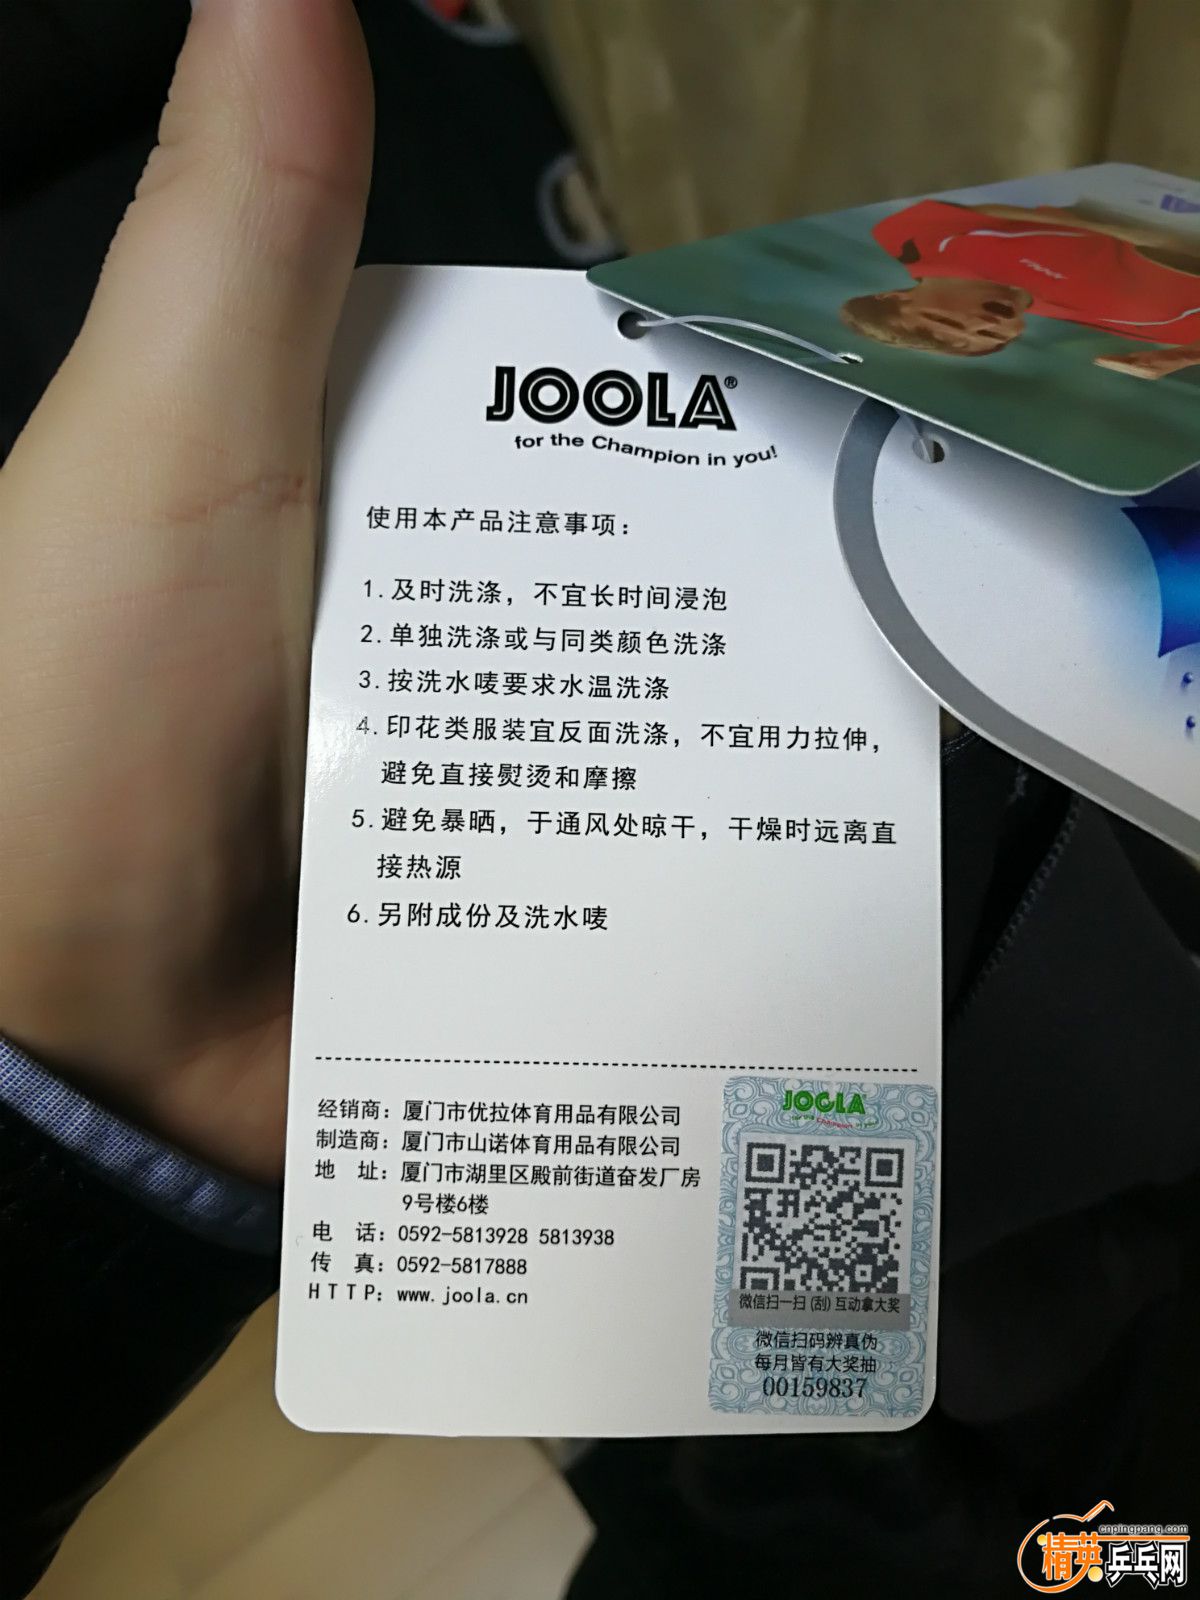 JOOLA®
for the Champion in you!
使用本产品注意事项：
1.及时洗涤，不宜长时间浸泡
2.单独洗涤或与同类颜色洗涤
3.按洗水唛要求水温洗涤
4.印花类服装宜反面洗涤，不宜用力拉伸，
避免直接熨烫和摩擦
5.避免暴晒，于通风处晾干，干燥时远离直
接热源
6.另附成份及洗水唛
经销商：厦门市优拉体育用品有限公司
制造商：厦门市山诺体育用品有限公司
地 址：厦门市湖里区殿前街道奋发厂房
9号楼6楼
电 话：0592-5813928 5813938
传 真：0592-5817888
HTTP：www.joola.cn
JOOLA
for the Champion in you!
微信扫一扫(刮)互动拿大奖
微信扫码辨真伪
每月皆有大奖抽
00159837
cnpingpang.com
精英乒乓网